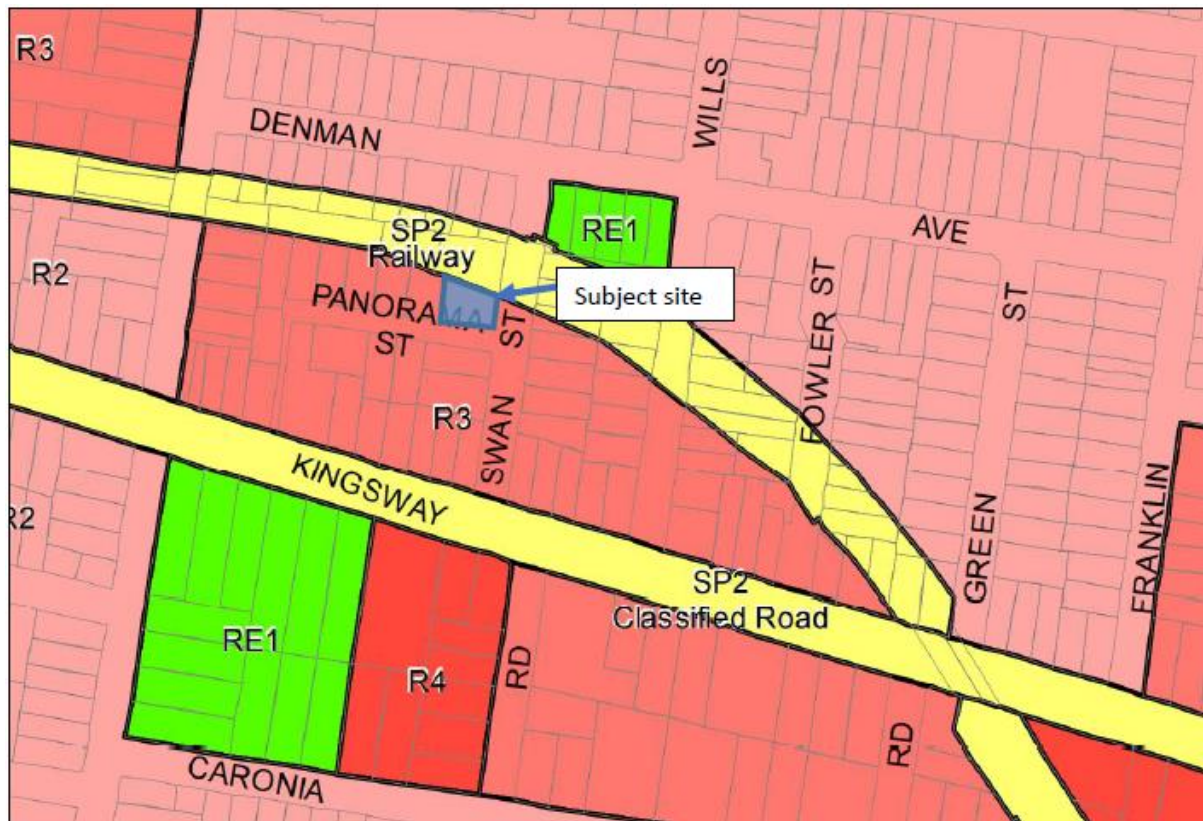 R3
DENMAN
WILLS
AVE
RE1
SP2
Railway
R2
Subject site
PANORAMA
ST
ST
FOWLER ST
ST
R3
SWAN
KINGSWAY
GREEN
FRANKLIN
R2
SP2
Classified Road
RE1
R4
RD
RD
CARONIA